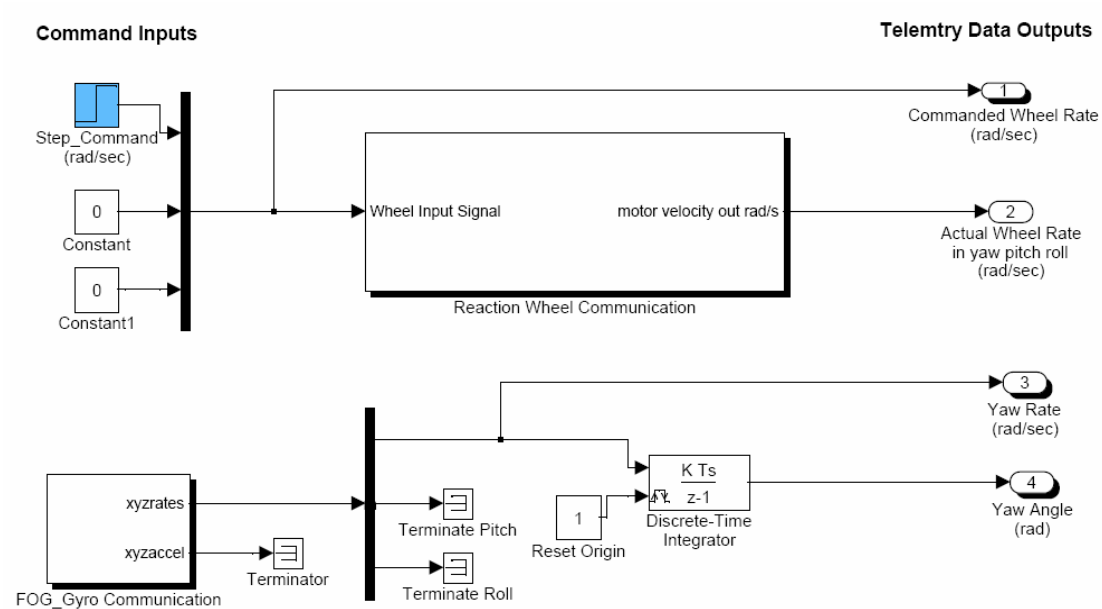 Command Inputs
Telemtry Data Outputs
Step_Command
(rad/sec)
0
Constant
0
Constant1
Wheel Input Signal
motor velocity out rad/s
Reaction Wheel Communication
1
Commanded Wheel Rate
(rad/sec)
2
Actual Wheel Rate
in yaw pitch roll
(rad/sec)
3
Yaw Rate
(rad/sec)
xyzrates
xyzaccel
FOG_Gyro Communication
Terminator
Terminate Pitch
Terminate Roll
1
Reset Origin
K Ts
z-1
Discrete-Time
Integrator
4
Yaw Angle
(rad)